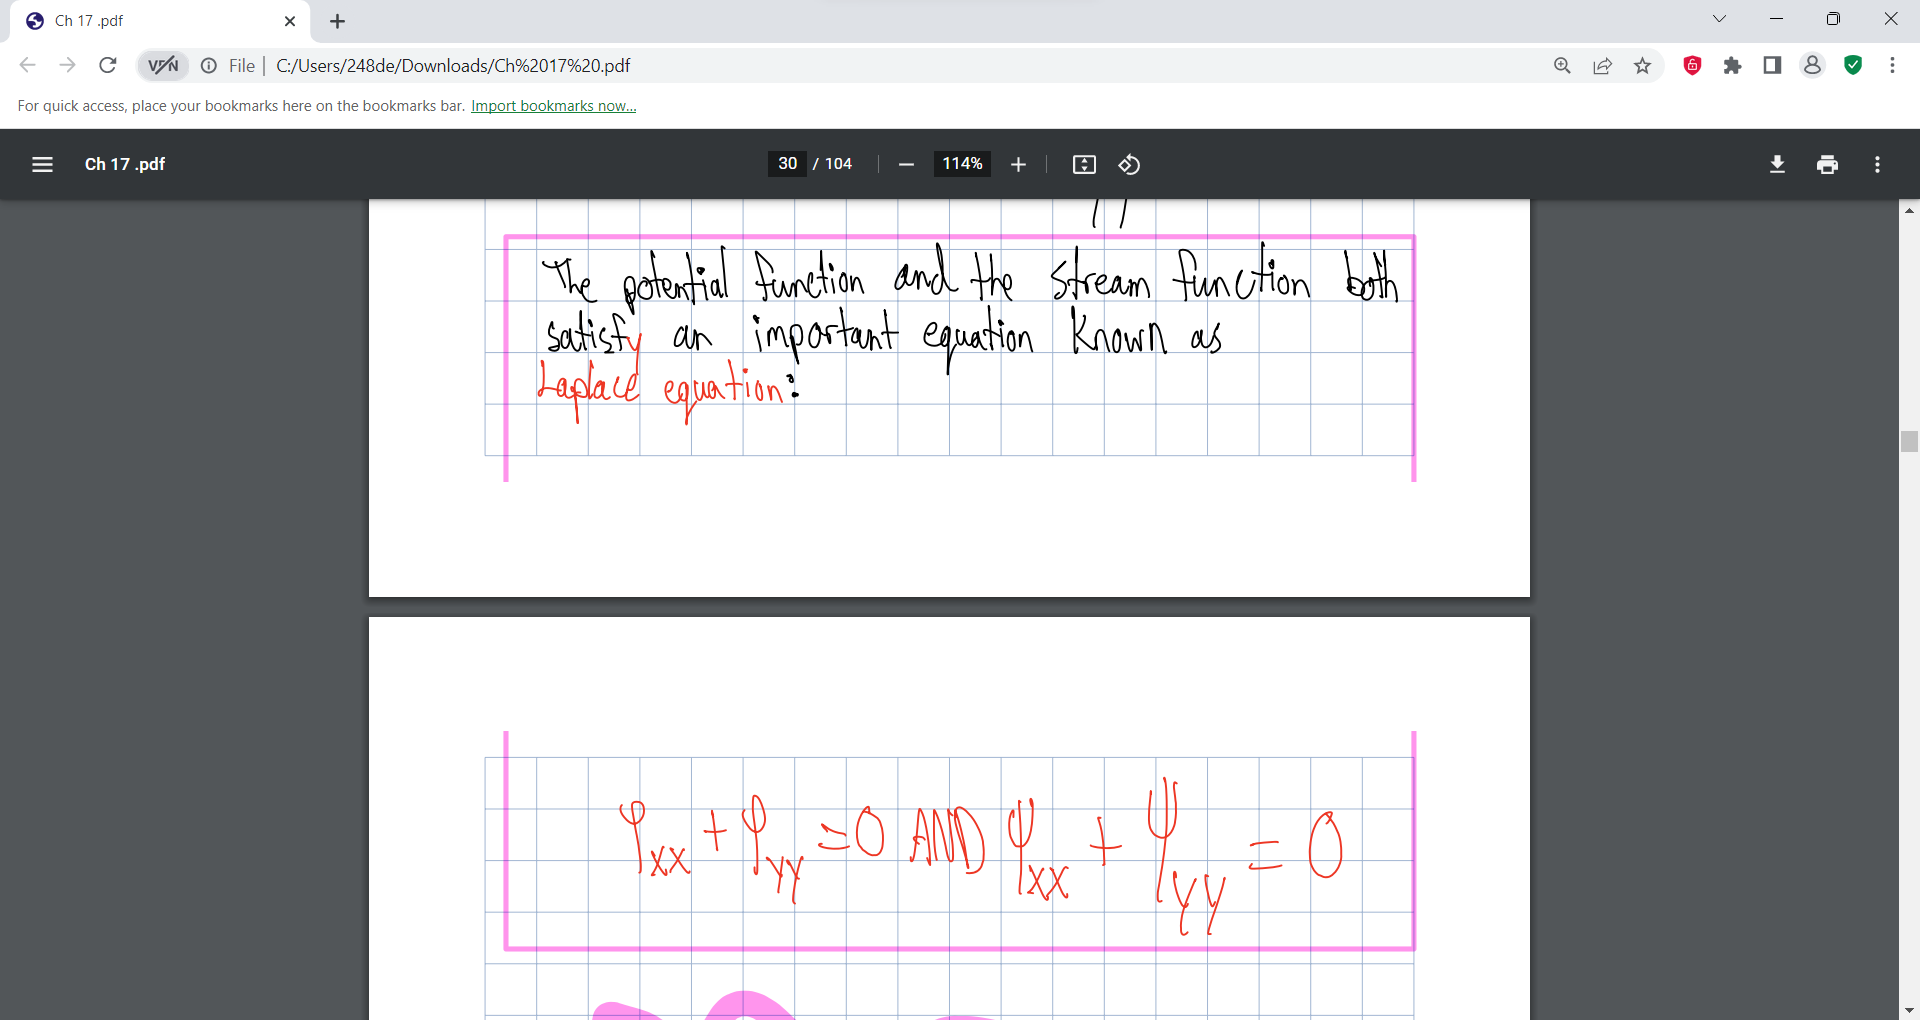 Ch 17 .pdf
VPN File C:/Users/248de/Downloads/Ch%2017%20.pdf
For quick access, place your bookmarks here on the bookmarks bar. Import bookmarks now...
Ch 17 .pdf 30 / 104 114%
The potential function and the stream function both
satisfy an important equation known as
Laplace equation:
φxx + φyy = 0 AND ψxx + ψyy = 0